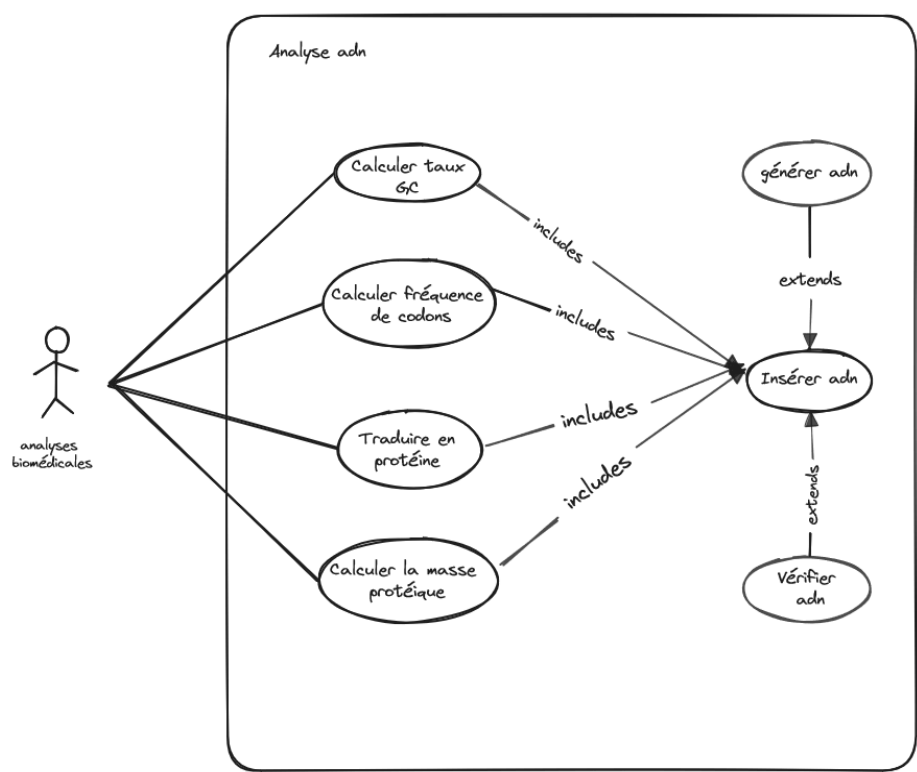 Analyse adn
Calculer taux
GC
générer adn
includes
Calculer fréquence
de codons
extends
includes
Insérer adn
analyses
biomédicales
Traduire en
protéine
includes
includes
extends
Calculer la masse
protéique
Vérifier
adn